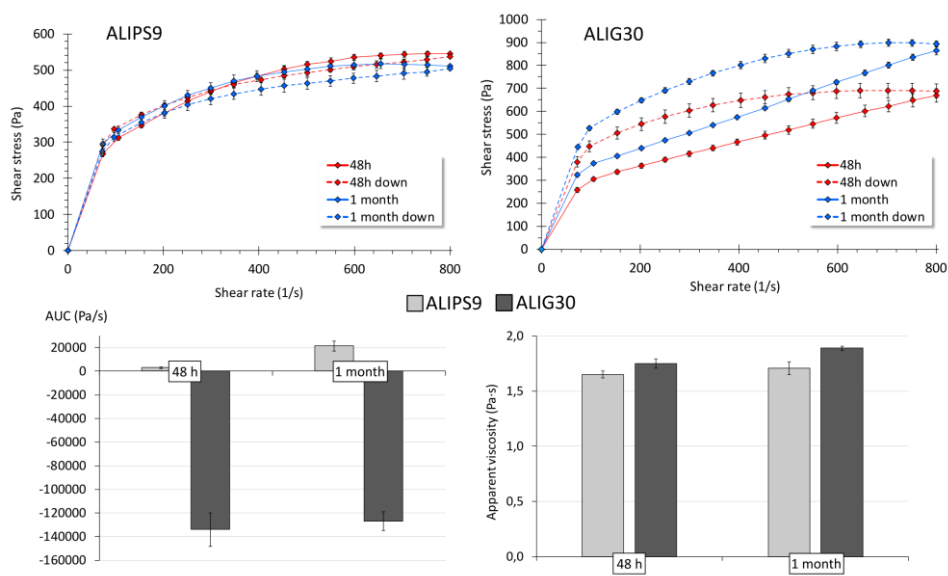 ALIPS9
Shear stress (Pa)
600
500
400
300
200
100
0
0 200 400 600 800
Shear rate (1/s)
48h
48h down
1 month
1 month down
ALIG30
Shear stress (Pa)
1000
900
800
700
600
500
400
300
200
100
0
0 200 400 600 800
Shear rate (1/s)
48h
48h down
1 month
1 month down
ALIPS9 ALIG30
AUC (Pa/s)
20000
0
-20000
-40000
-60000
-80000
-100000
-120000
-140000
-160000
48 h 1 month
Apparent viscosity (Pa·s)
2,0
1,5
1,0
0,5
0,0
48 h 1 month